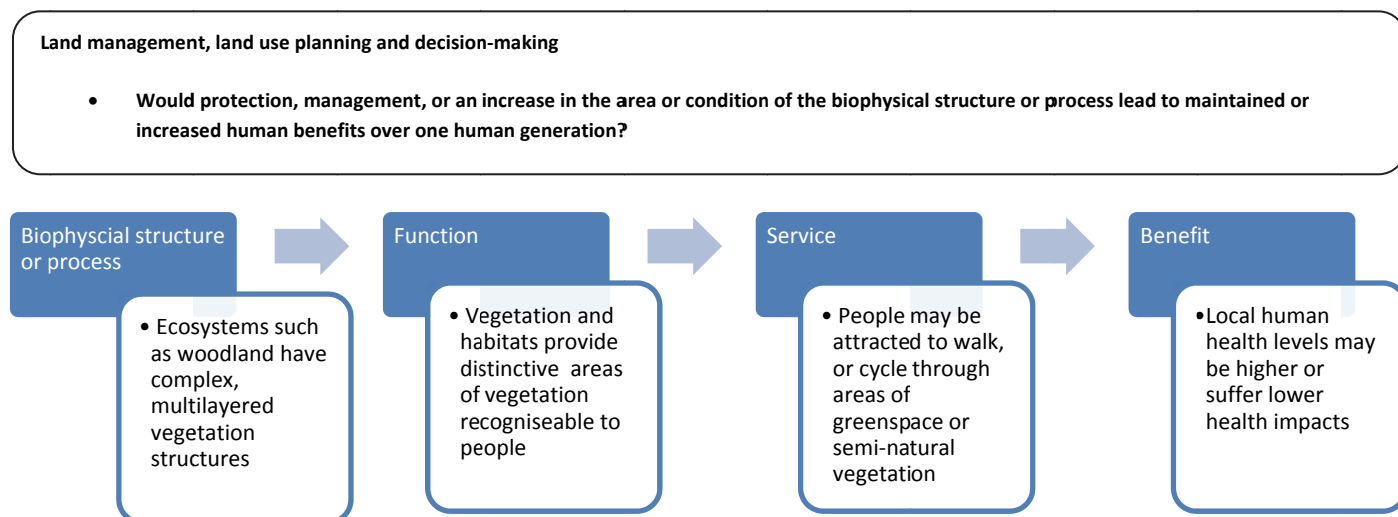 Land management, land use planning and decision-making
• Would protection, management, or an increase in the area or condition of the biophysical structure or process lead to maintained or
increased human benefits over one human generation?
Biophyscial structure
or process
• Ecosystems such
as woodland have
complex,
multilayered
vegetation
structures
Function
• Vegetation and
habitats provide
distinctive areas
of vegetation
recogniseable to
people
Service
• People may be
attracted to walk,
or cycle through
areas of
greenspace or
semi-natural
vegetation
Benefit
•Local human
health levels may
be higher or
suffer lower
health impacts